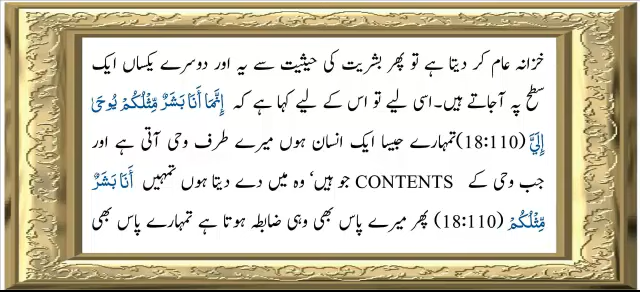 خزانہ عام کر دیتا ہے تو پھر بشریت کی حیثیت سے یہ اور دوسرے یکساں ایک
سطح پہ آجاتے ہیں۔اسی لیے تو اس کے لیے کہا ہے کہ إِنَّمَا أَنَا بَشَرٌ مِّثْلُكُمْ يُوحَىٰ
إِلَيَّ (18:110)تمہارے جیسا ایک انسان ہوں میرے طرف وحی آتی ہے اور
جب وحی کے CONTENTS جو ہیں‘ وہ میں دے دیتا ہوں تمہیں أَنَا بَشَرٌ
مِّثْلُكُمْ (18:110) پھر میرے پاس بھی وہی ضابطہ ہوتا ہے تمہارے پاس بھی